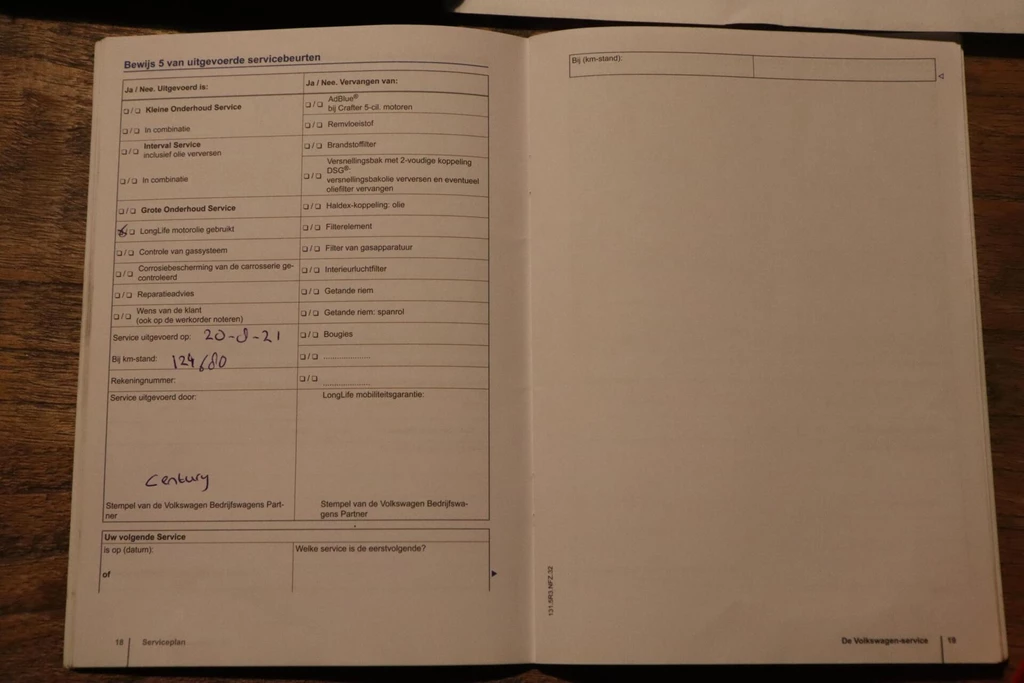 Bewijs 5 van uitgevoerde servicebeurten
Ja / Nee. Uitgevoerd is:
❑ / ❑ Kleine Onderhoud Service
❑ / ❑ In combinatie
❑ / ❑ Interval Service
inclusief olie verversen
❑ / ❑ In combinatie
❑ / ❑ Grote Onderhoud Service
❑ / ❑ LongLife motorolie gebruikt
❑ / ❑ Controle van gassysteem
❑ / ❑ Corrosiebescherming van de carrosserie ge-
controleerd
❑ / ❑ Reparatieadvies
❑ / ❑ Wens van de klant
(ook op de werkorder noteren)
Service uitgevoerd op: 20-8-21
Bij km-stand: 124680
Rekeningnummer:
Service uitgevoerd door:
Century
Stempel van de Volkswagen Bedrijfswagens Part-
ner
Ja / Nee. Vervangen van:
❑ / ❑ AdBlue®
bij Crafter 5-cil. motoren
❑ / ❑ Remvloeistof
❑ / ❑ Brandstoffilter
Versnellingsbak met 2-voudige koppeling
DSG®:
❑ / ❑ versnellingsbakolie verversen en eventueel
oliefilter vervangen
❑ / ❑ Haldex-koppeling: olie
❑ / ❑ Filterelement
❑ / ❑ Filter van gasapparatuur
❑ / ❑ Interieurluchtfilter
❑ / ❑ Getande riem
❑ / ❑ Getande riem: spanrol
❑ / ❑ Bougies
❑ / ❑ ....................
❑ / ❑ ....................
LongLife mobiliteitsgarantie:
Stempel van de Volkswagen Bedrijfswa-
gens Partner
Uw volgende Service
is op (datum):
of
Welke service is de eerstvolgende?
18 Serviceplan
Bij (km-stand):
131.5R3.NFZ.32
De Volkswagen-service 19